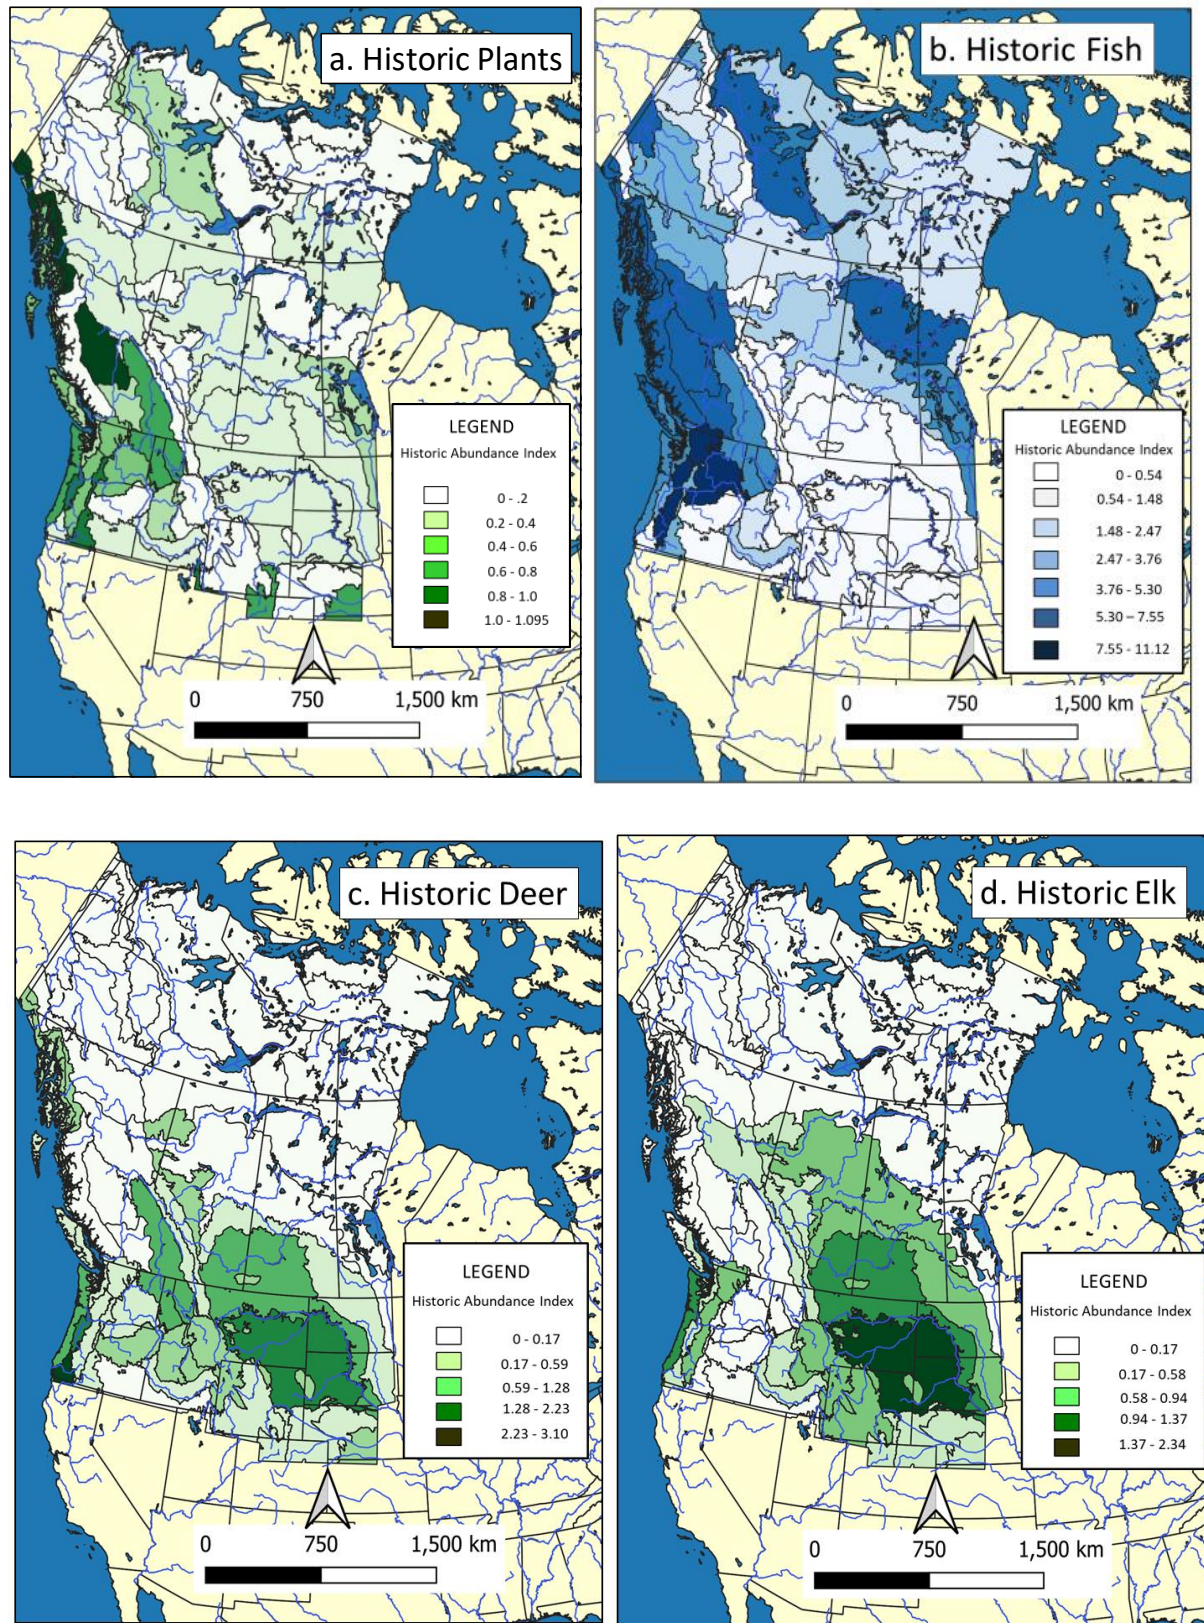 a. Historic Plants
LEGEND
Historic Abundance Index
0 - .2
0.2 - 0.4
0.4 - 0.6
0.6 - 0.8
0.8 - 1.0
1.0 - 1.095
0 750 1,500 km
b. Historic Fish
LEGEND
Historic Abundance Index
0 - 0.54
0.54 - 1.48
1.48 - 2.47
2.47 - 3.76
3.76 - 5.30
5.30 – 7.55
7.55 - 11.12
0 750 1,500 km
c. Historic Deer
LEGEND
Historic Abundance Index
0 - 0.17
0.17 - 0.59
0.59 - 1.28
1.28 - 2.23
2.23 - 3.10
0 750 1,500 km
d. Historic Elk
LEGEND
Historic Abundance Index
0 - 0.17
0.17 - 0.58
0.58 - 0.94
0.94 - 1.37
1.37 - 2.34
0 750 1,500 km